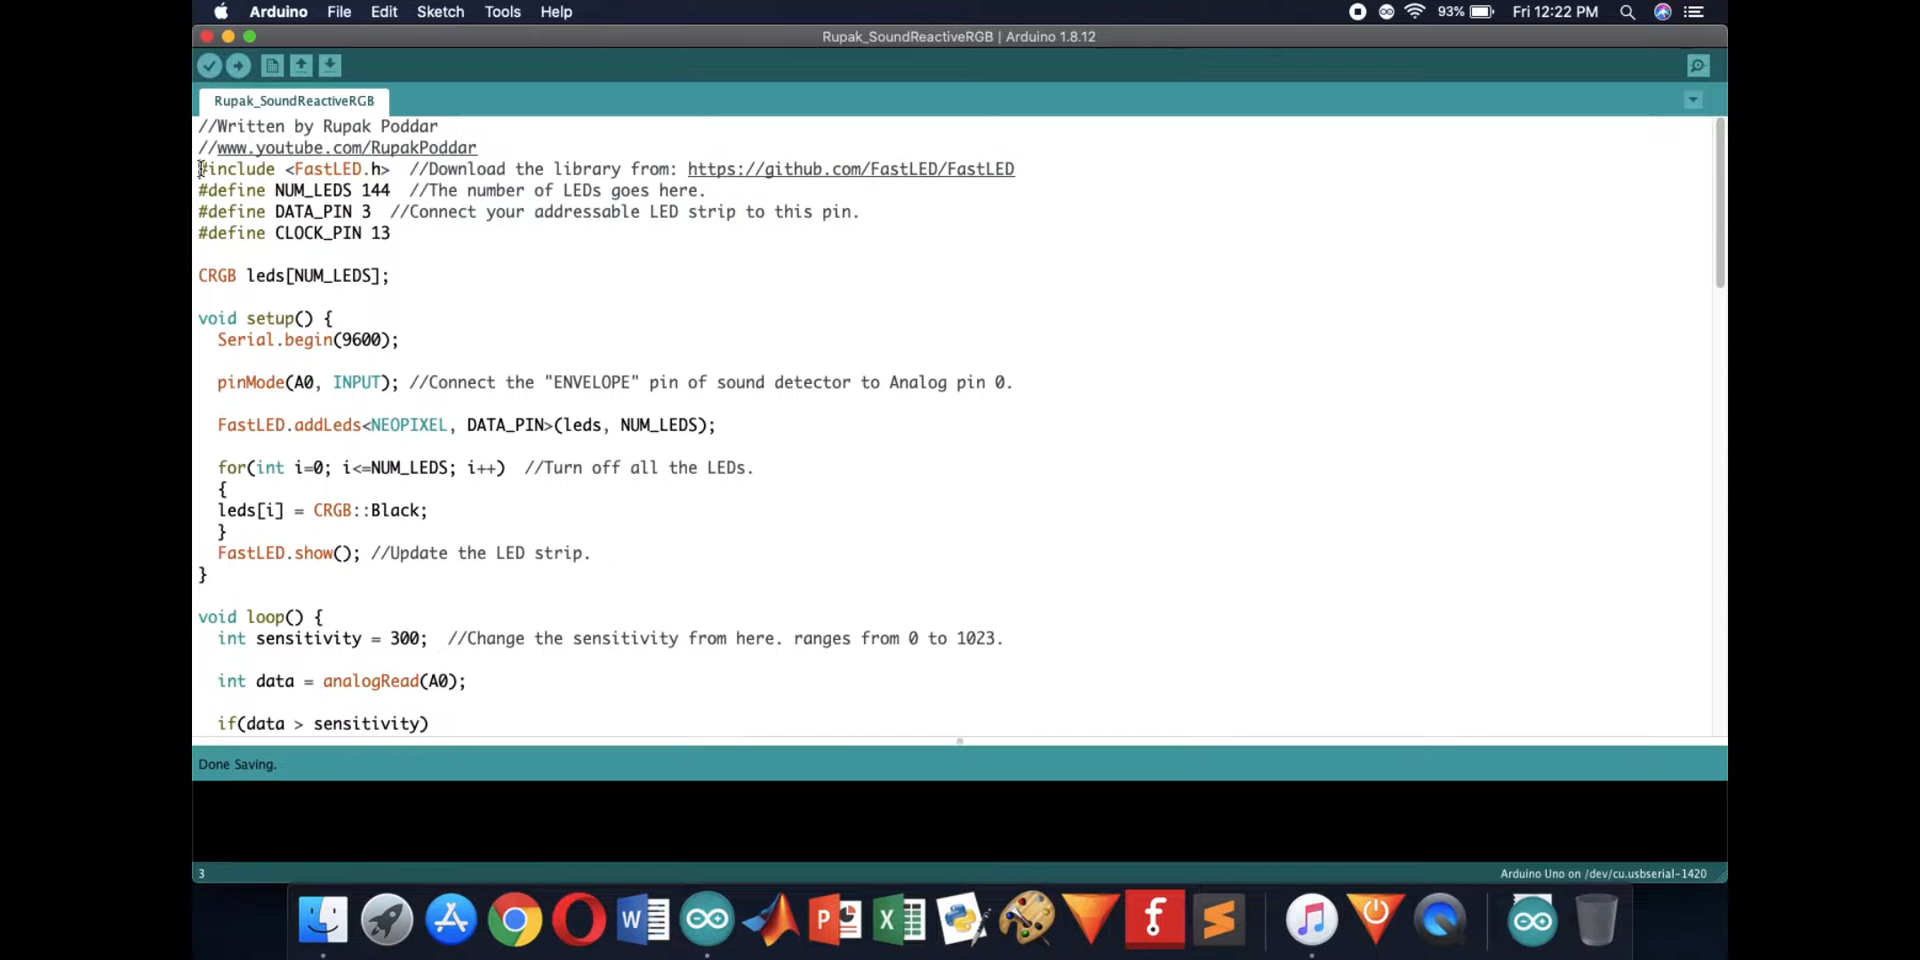 Arduino File Edit Sketch Tools Help 93% Fri 12:22 PM
Rupak_SoundReactiveRGB | Arduino 1.8.12
Rupak_SoundReactiveRGB
//Written by Rupak Poddar
//www.youtube.com/RupakPoddar
#include <FastLED.h>  //Download the library from: https://github.com/FastLED/FastLED
#define NUM_LEDS 144  //The number of LEDs goes here.
#define DATA_PIN 3  //Connect your addressable LED strip to this pin.
#define CLOCK_PIN 13
CRGB leds[NUM_LEDS];
void setup() {
Serial.begin(9600);
pinMode(A0, INPUT); //Connect the "ENVELOPE" pin of sound detector to Analog pin 0.
FastLED.addLeds<NEOPIXEL, DATA_PIN>(leds, NUM_LEDS);
for(int i=0; i<=NUM_LEDS; i++)  //Turn off all the LEDs.
{
leds[i] = CRGB::Black;
}
FastLED.show(); //Update the LED strip.
}
void loop() {
int sensitivity = 300;  //Change the sensitivity from here. ranges from 0 to 1023.
int data = analogRead(A0);
if(data > sensitivity)
Done Saving.
3 Arduino Uno on /dev/cu.usbserial-1420